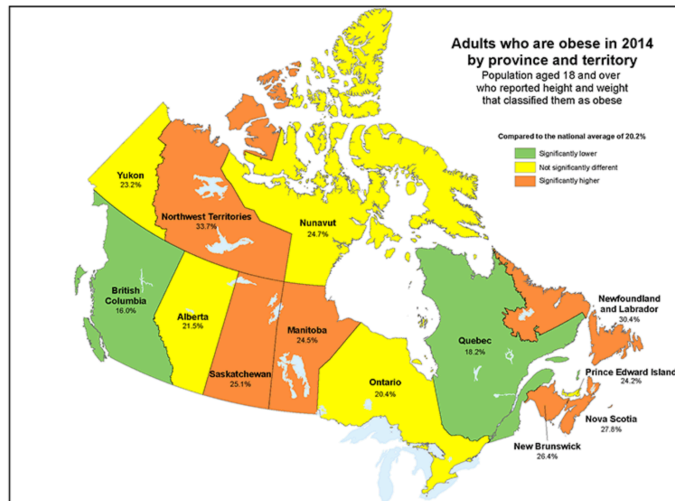 Adults who are obese in 2014
by province and territory
Population aged 18 and over
who reported height and weight
that classified them as obese
Compared to the national average of 20.2%
Significantly lower
Not significantly different
Significantly higher
Yukon
23.2%
Northwest Territories
33.7%
Nunavut
24.7%
British
Columbia
16.0%
Alberta
21.5%
Saskatchewan
25.1%
Manitoba
24.5%
Ontario
20.4%
Quebec
18.2%
Newfoundland
and Labrador
30.4%
Prince Edward Island
24.2%
Nova Scotia
27.8%
New Brunswick
26.4%